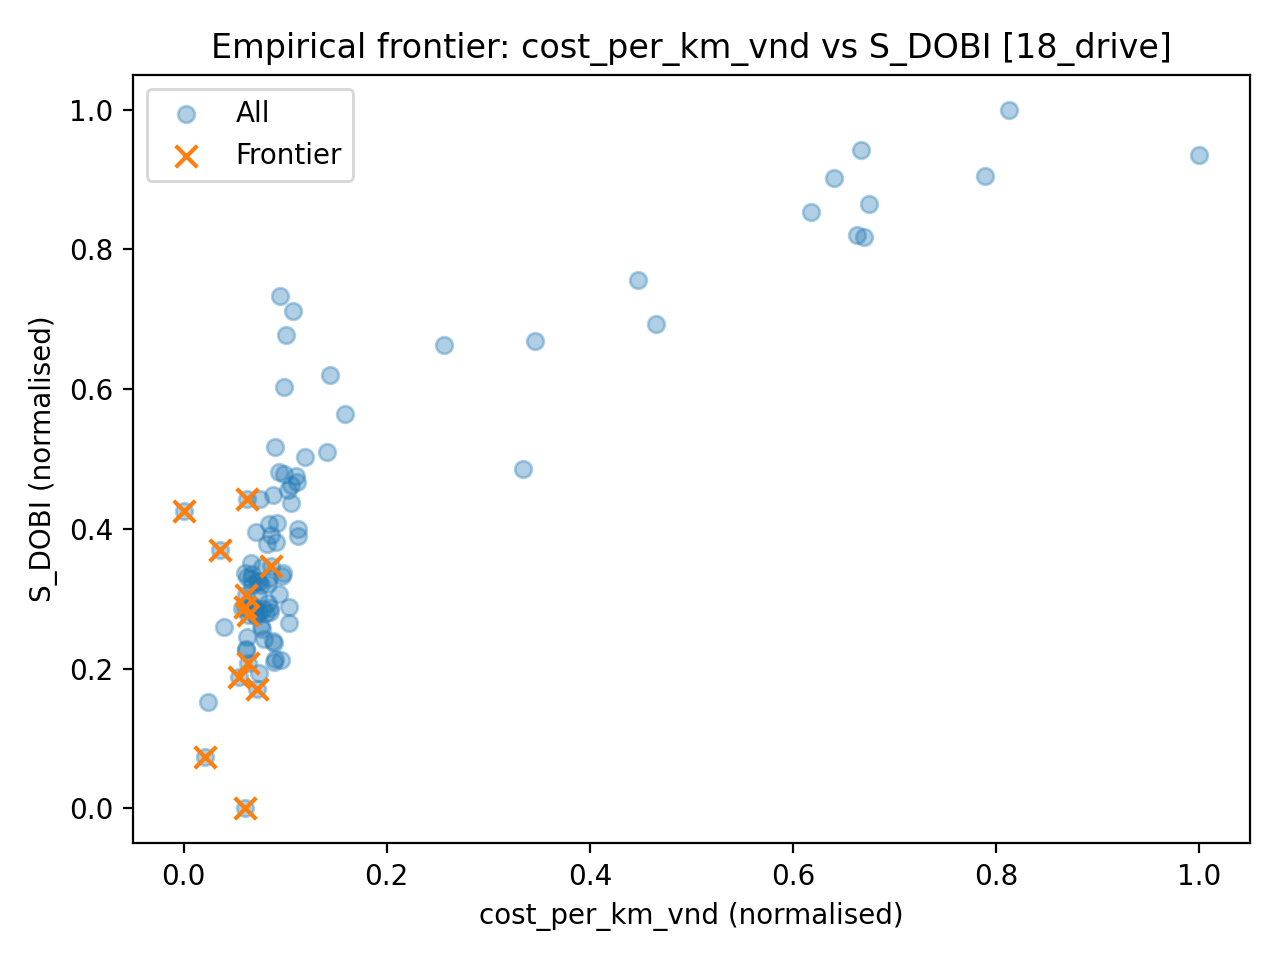 Empirical frontier: cost_per_km_vnd vs S_DOBI [18_drive]
All
Frontier
S_DOBI (normalised)
1.0
0.8
0.6
0.4
0.2
0.0
0.0 0.2 0.4 0.6 0.8 1.0
cost_per_km_vnd (normalised)